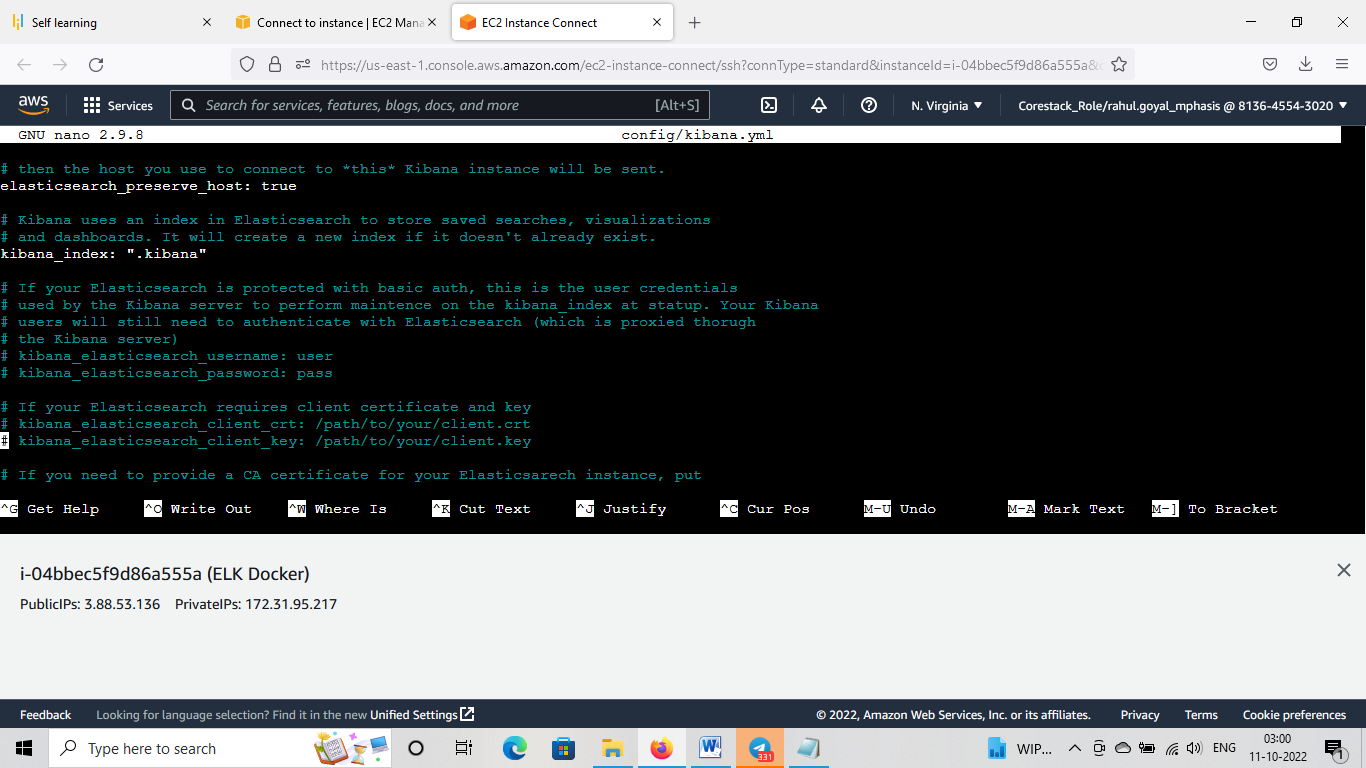 Self learning
Connect to instance | EC2 Mana
EC2 Instance Connect
https://us-east-1.console.aws.amazon.com/ec2-instance-connect/ssh?connType=standard&instanceId=i-04bbec5f9d86a555a&
aws
Services
Search for services, features, blogs, docs, and more
[Alt+S]
N. Virginia
Corestack_Role/rahul.goyal_mphasis @ 8136-4554-3020
GNU nano 2.9.8 config/kibana.yml
# then the host you use to connect to *this* Kibana instance will be sent.
elasticsearch_preserve_host: true
# Kibana uses an index in Elasticsearch to store saved searches, visualizations
# and dashboards. It will create a new index if it doesn't already exist.
kibana_index: ".kibana"
# If your Elasticsearch is protected with basic auth, this is the user credentials
# used by the Kibana server to perform maintence on the kibana_index at statup. Your Kibana
# users will still need to authenticate with Elasticsearch (which is proxied thorugh
# the Kibana server)
# kibana_elasticsearch_username: user
# kibana_elasticsearch_password: pass
# If your Elasticsearch requires client certificate and key
# kibana_elasticsearch_client_crt: /path/to/your/client.crt
# kibana_elasticsearch_client_key: /path/to/your/client.key
# If you need to provide a CA certificate for your Elasticsarech instance, put
^G Get Help ^O Write Out ^W Where Is ^K Cut Text ^J Justify ^C Cur Pos M-U Undo M-A Mark Text M-] To Bracket
i-04bbec5f9d86a555a (ELK Docker)
PublicIPs: 3.88.53.136 PrivateIPs: 172.31.95.217
Feedback Looking for language selection? Find it in the new Unified Settings © 2022, Amazon Web Services, Inc. or its affiliates. Privacy Terms Cookie preferences
Type here to search
331
WIP...
ENG
03:00
11-10-2022
1